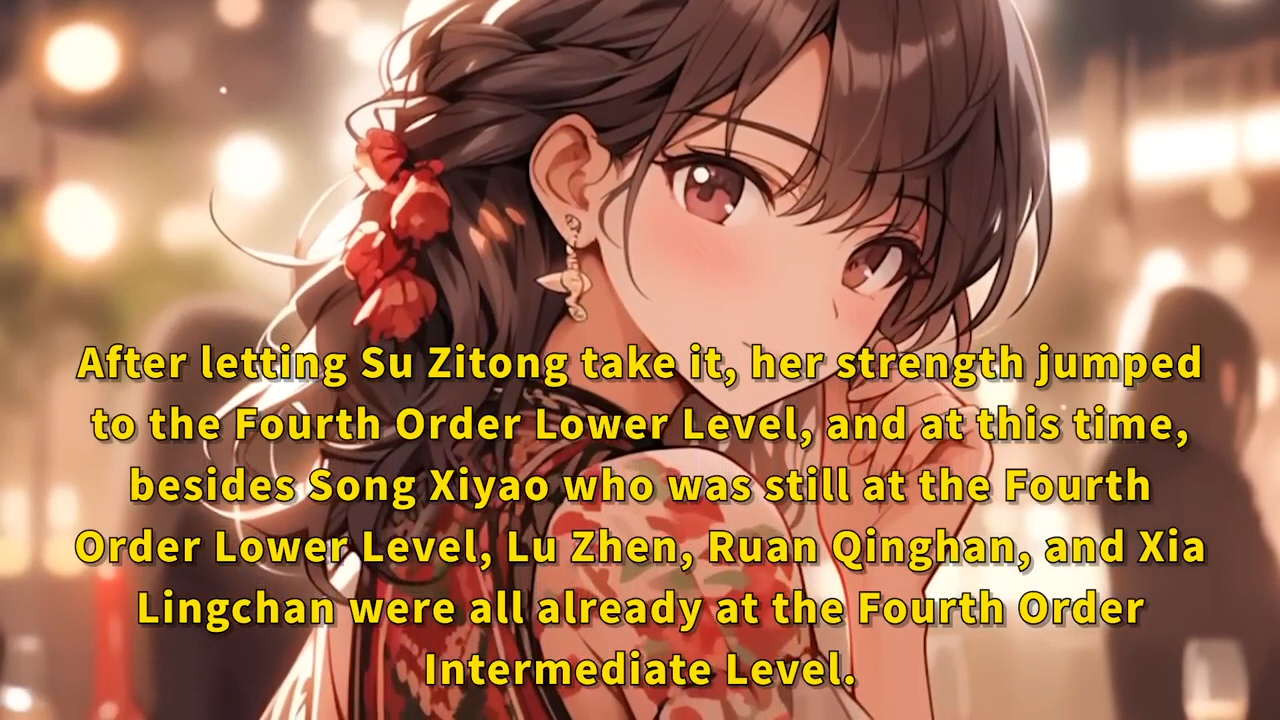 After letting Su Zitong take it, her strength jumped
to the Fourth Order Lower Level, and at this time,
besides Song Xiyao who was still at the Fourth
Order Lower Level, Lu Zhen, Ruan Qinghan, and Xia
Lingchan were all already at the Fourth Order
Intermediate Level.